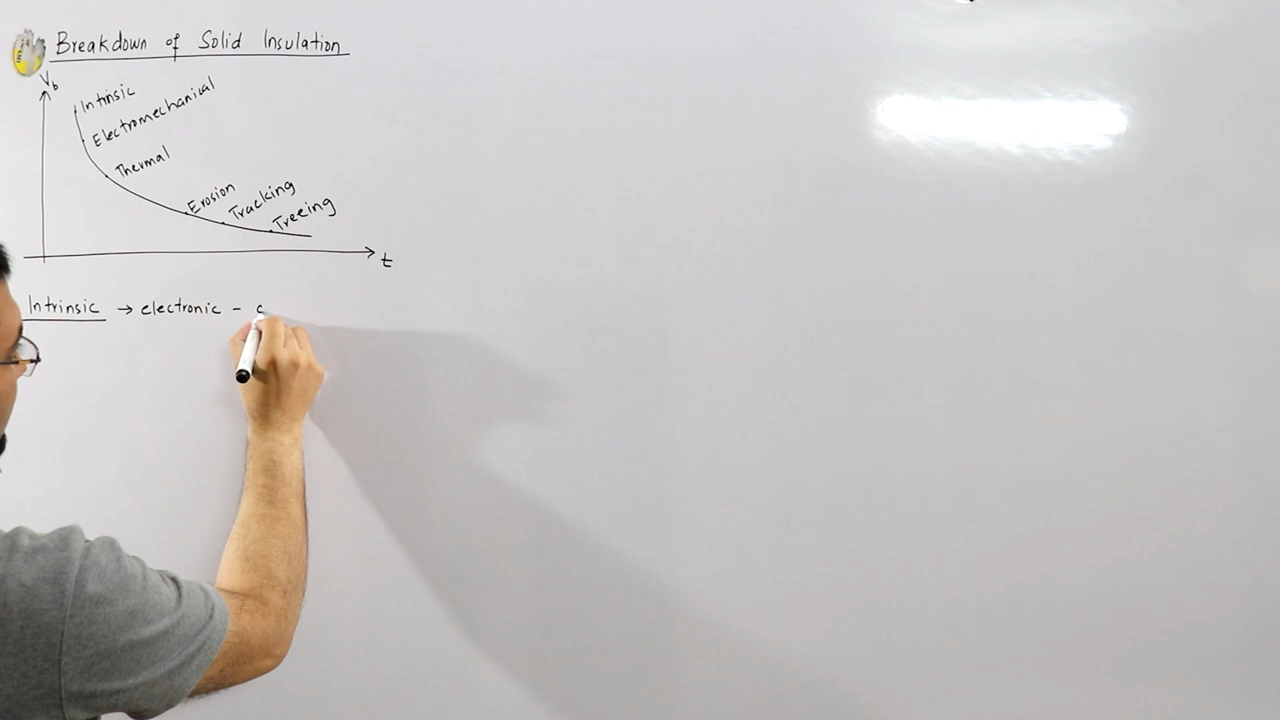 Breakdown of Solid Insulation
Vb
Intrinsic
Electromechanical
Thermal
Erosion
Tracking
Treeing
t
Intrinsic → electronic -